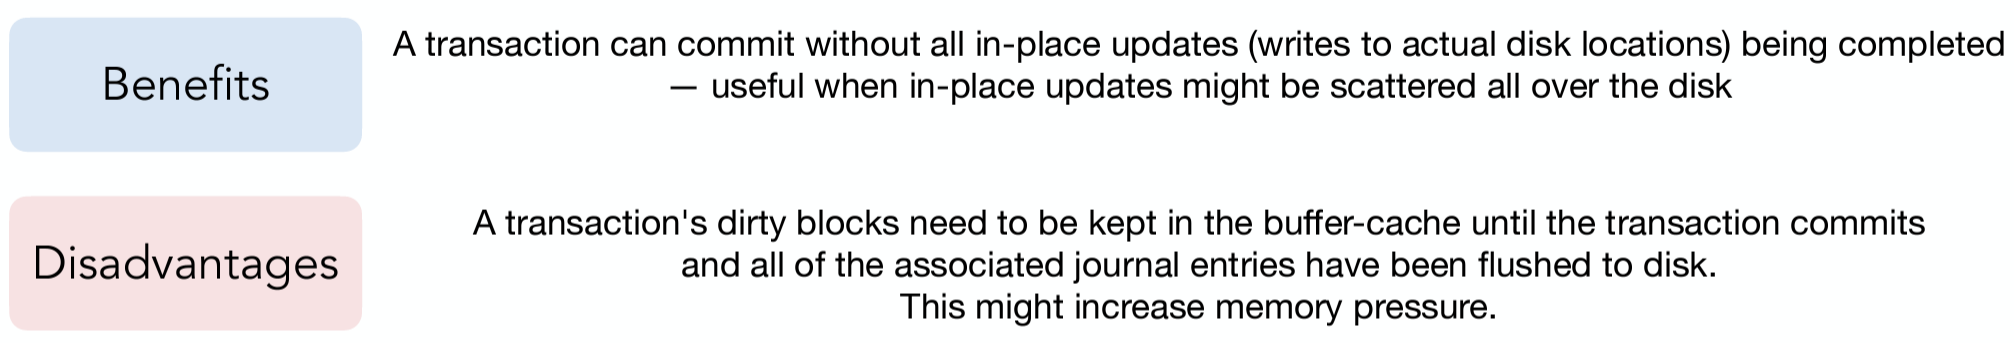 Benefits
A transaction can commit without all in-place updates (writes to actual disk locations) being completed
— useful when in-place updates might be scattered all over the disk
Disadvantages
A transaction's dirty blocks need to be kept in the buffer-cache until the transaction commits
and all of the associated journal entries have been flushed to disk.
This might increase memory pressure.